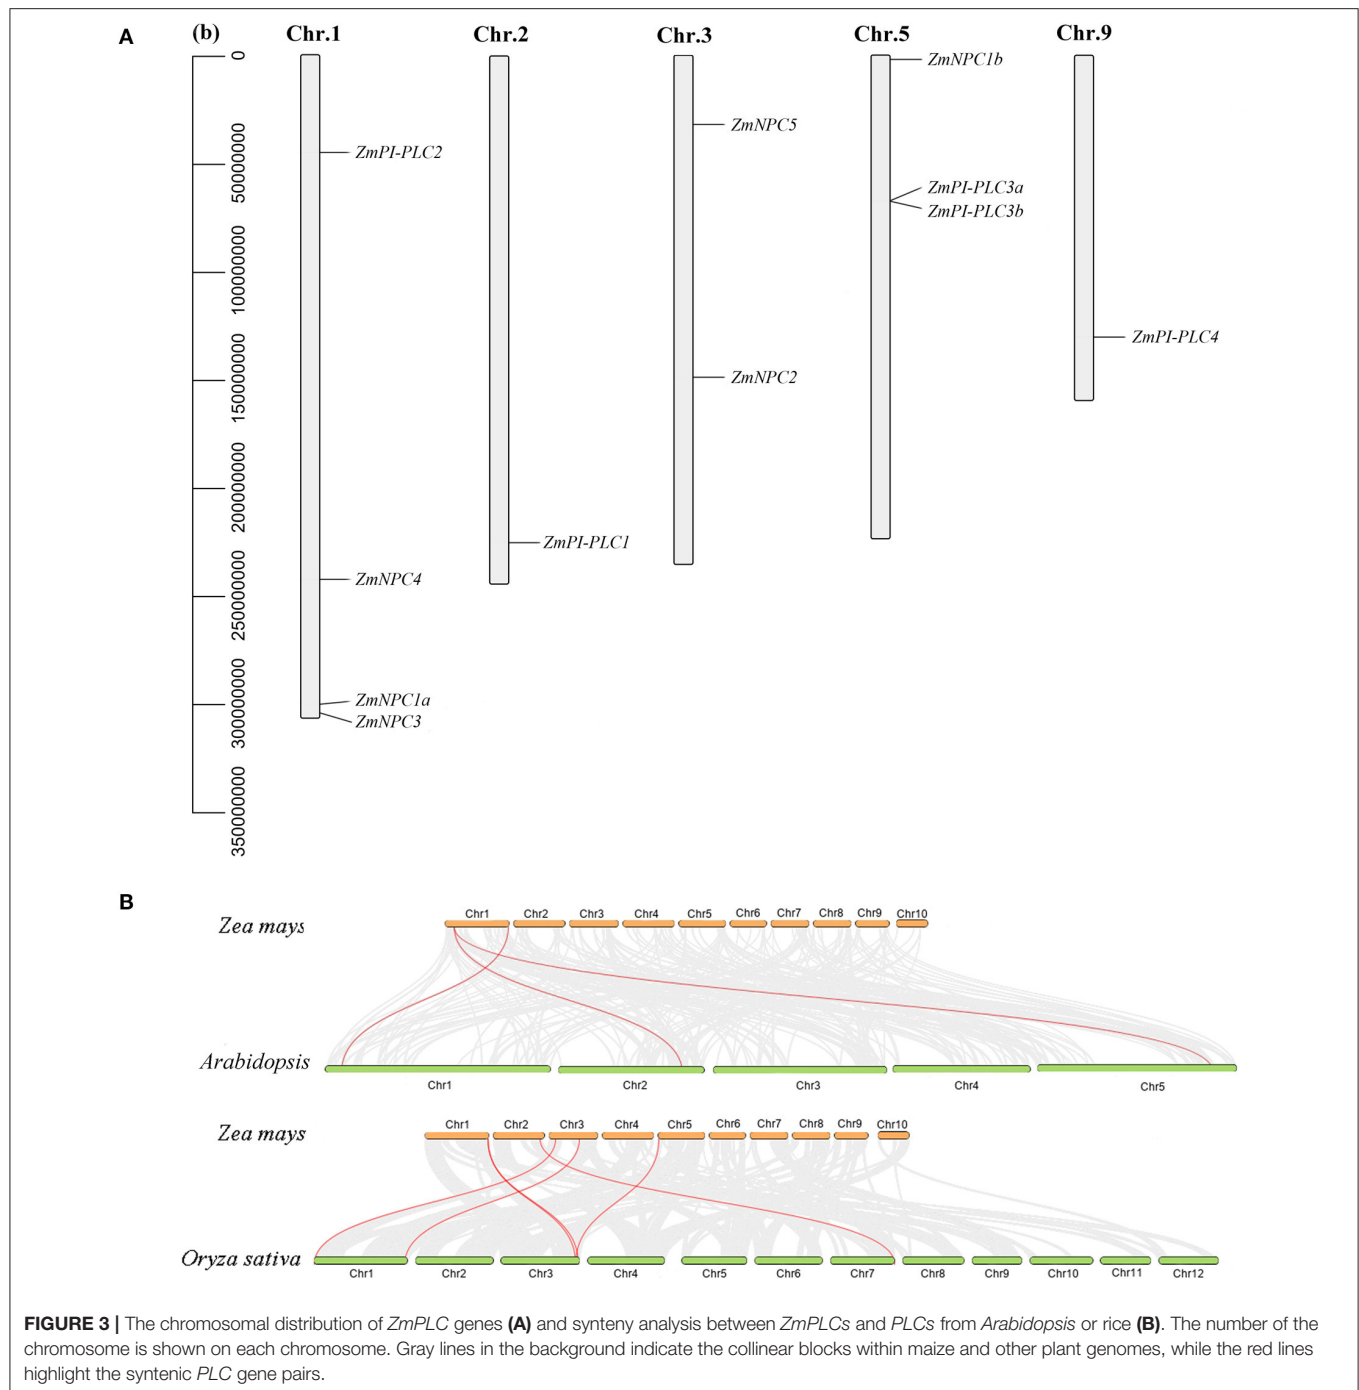 A
(b)
Chr.1
Chr.2
Chr.3
Chr.5
Chr.9
0
50000000
100000000
150000000
200000000
250000000
300000000
350000000
ZmPI-PLC2
ZmNPC4
ZmNPC1a
ZmNPC3
ZmPI-PLC1
ZmNPC5
ZmNPC2
ZmNPC1b
ZmPI-PLC3a
ZmPI-PLC3b
ZmPI-PLC4
B
Zea mays
Chr1 Chr2 Chr3 Chr4 Chr5 Chr6 Chr7 Chr8 Chr9 Chr10
Arabidopsis
Chr1 Chr2 Chr3 Chr4 Chr5
Zea mays
Chr1 Chr2 Chr3 Chr4 Chr5 Chr6 Chr7 Chr8 Chr9 Chr10
Oryza sativa
Chr1 Chr2 Chr3 Chr4 Chr5 Chr6 Chr7 Chr8 Chr9 Chr10 Chr11 Chr12
FIGURE 3 | The chromosomal distribution of ZmPLC genes (A) and synteny analysis between ZmPLCs and PLCs from Arabidopsis or rice (B). The number of the
chromosome is shown on each chromosome. Gray lines in the background indicate the collinear blocks within maize and other plant genomes, while the red lines
highlight the syntenic PLC gene pairs.